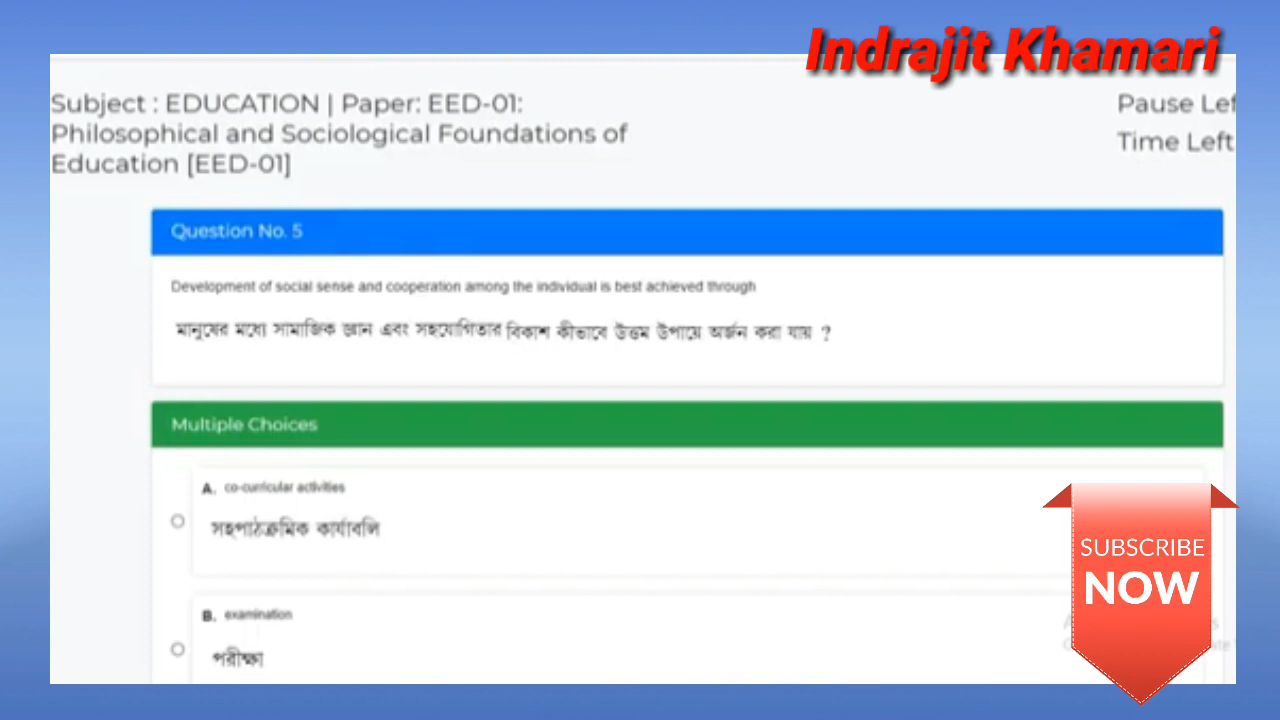 Indrajit Khamari
Subject : EDUCATION | Paper: EED-01:
Philosophical and Sociological Foundations of
Education [EED-01]
Pause Lef
Time Left
Question No. 5
Development of social sense and cooperation among the individual is best achieved through
মানুষের মধ্যে সামাজিক জ্ঞান এবং সহযোগিতার বিকাশ কীভাবে উত্তম উপায়ে অর্জন করা যায় ?
Multiple Choices
A. co-curricular activities
সহপাঠক্রমিক কার্যাবলি
B. examination
পরীক্ষা
SUBSCRIBE
NOW